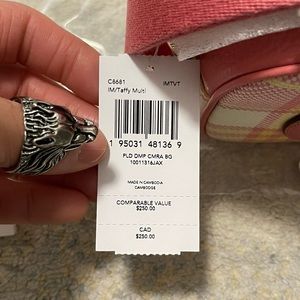 C8681 IMTVT
IM/Taffy Multi
1 95031 48136 9
PLD DMP CMRA BG
10011316JAX
MADE IN CAMBODIA
CAMBODGE
COMPARABLE VALUE
$250.00
CAD
$250.00